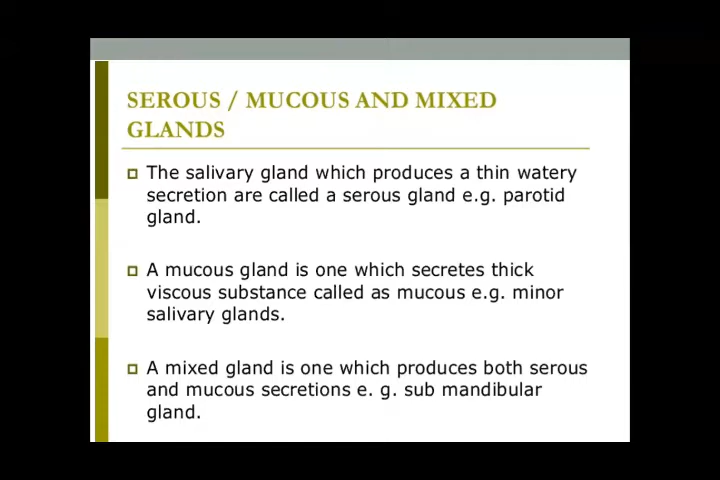 SEROUS / MUCOUS AND MIXED
GLANDS
The salivary gland which produces a thin watery
secretion are called a serous gland e.g. parotid
gland.
A mucous gland is one which secretes thick
viscous substance called as mucous e.g. minor
salivary glands.
A mixed gland is one which produces both serous
and mucous secretions e. g. sub mandibular
gland.